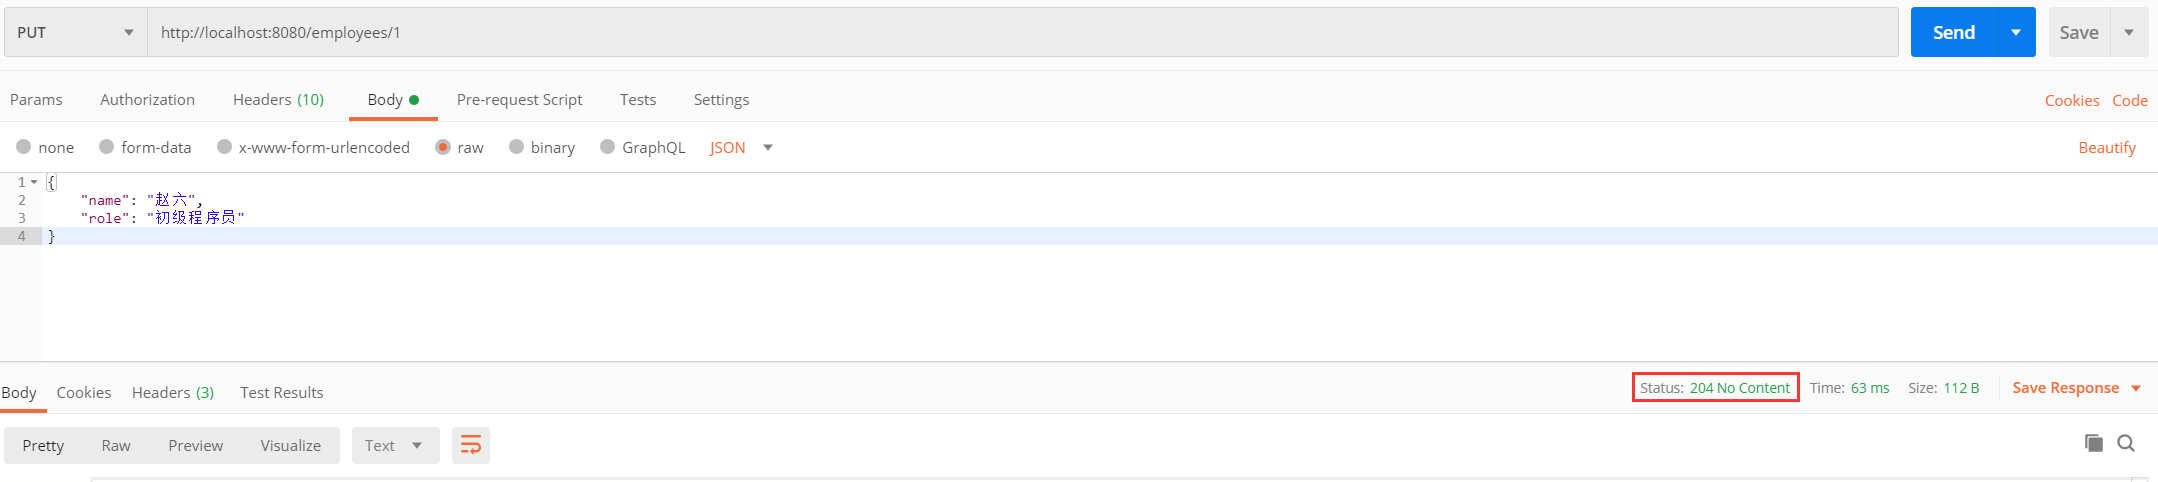 PUT http://localhost:8080/employees/1 Send Save
Params Authorization Headers (10) Body Pre-request Script Tests Settings Cookies Code
none form-data x-www-form-urlencoded raw binary GraphQL JSON Beautify
1 {
2 "name": "赵六",
3 "role": "初级程序员"
4 }
Body Cookies Headers (3) Test Results Status: 204 No Content Time: 63 ms Size: 112 B Save Response
Pretty Raw Preview Visualize Text